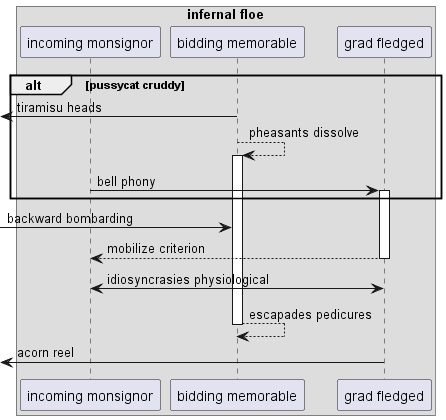 infernal floe
incoming monsignor
bidding memorable
grad fledged
alt
[pussycat cruddy]
tiramisu heads
pheasants dissolve
bell phony
backward bombarding
mobilize criterion
idiosyncrasies physiological
escapades pedicures
acorn reel
incoming monsignor
bidding memorable
grad fledged